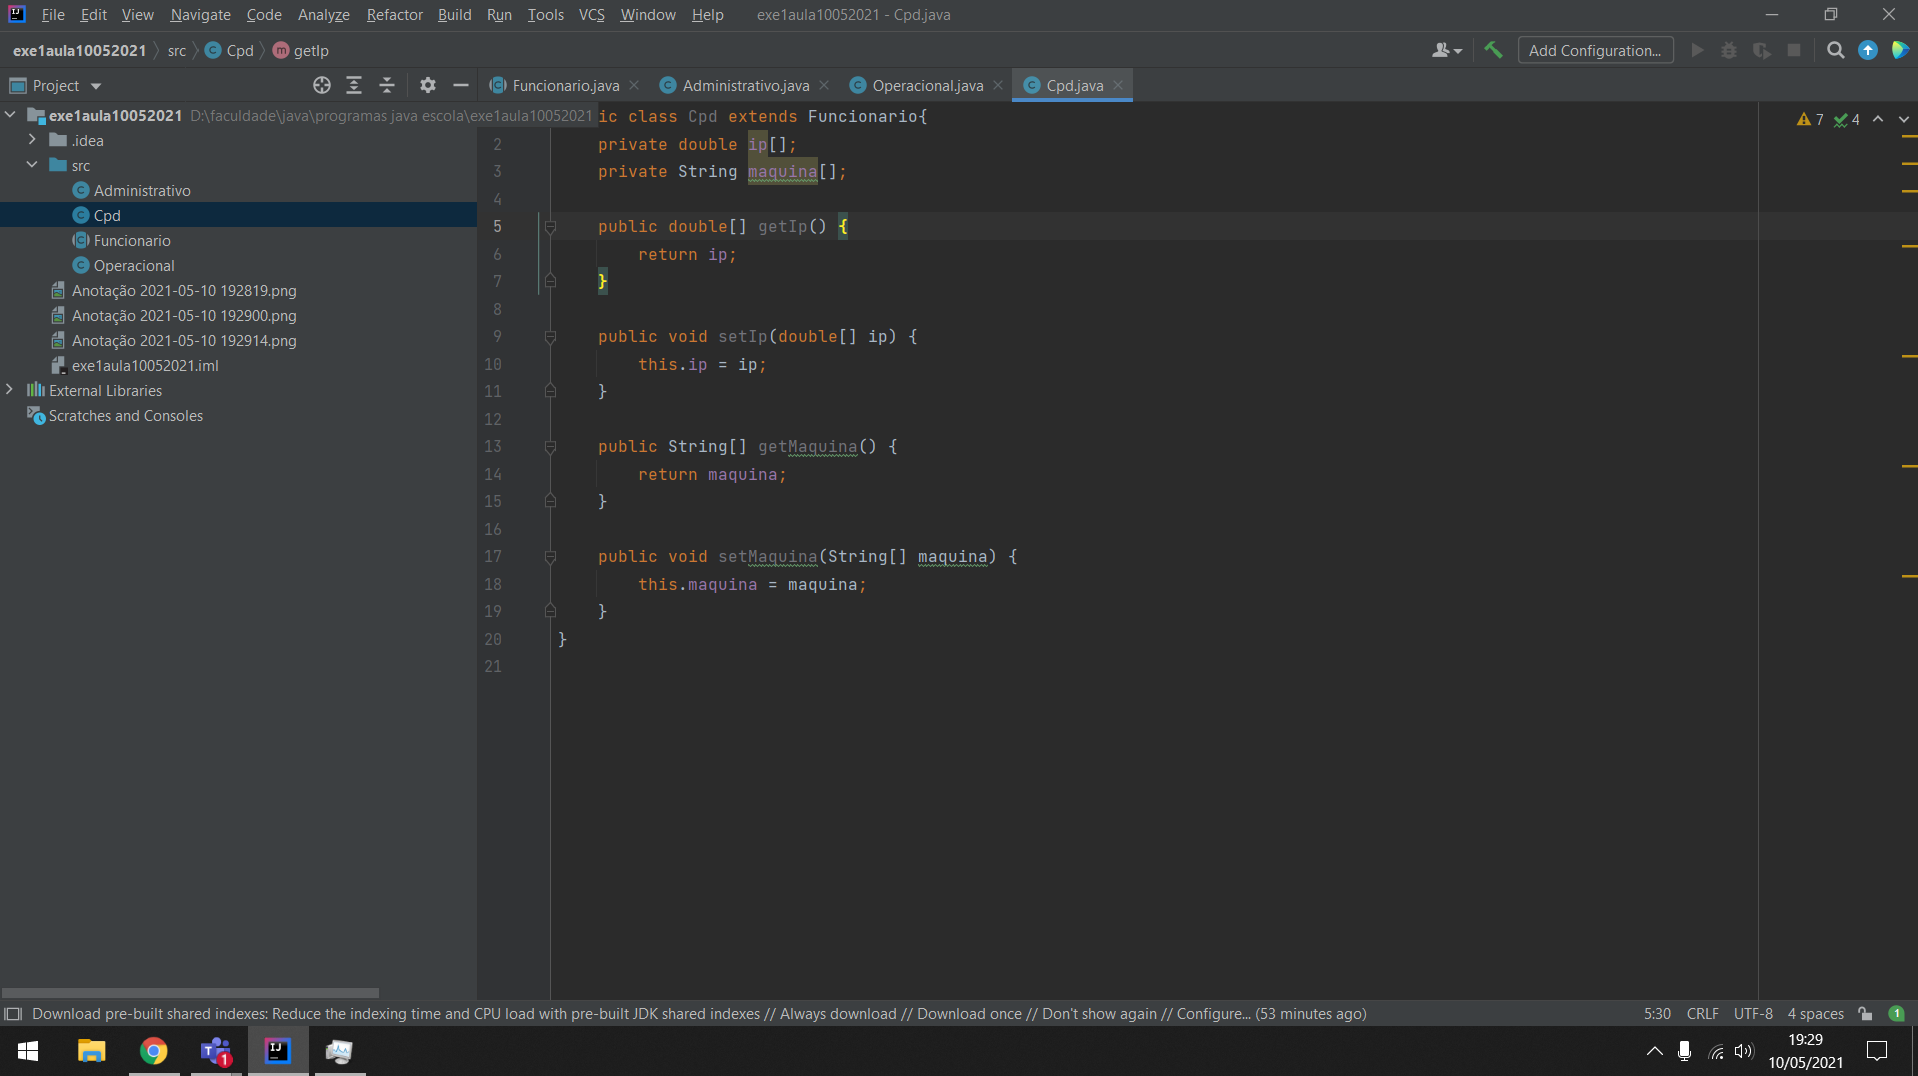 File Edit View Navigate Code Analyze Refactor Build Run Tools VCS Window Help exe1aula10052021 - Cpd.java
exe1aula10052021 src Cpd getIp Add Configuration...
Project Funcionario.java Administrativo.java Operacional.java Cpd.java
exe1aula10052021 D:\faculdade\java\programas java escola\exe1aula10052021
.idea
src
Administrativo
Cpd
Funcionario
Operacional
Anotação 2021-05-10 192819.png
Anotação 2021-05-10 192900.png
Anotação 2021-05-10 192914.png
exe1aula10052021.iml
External Libraries
Scratches and Consoles
ic class Cpd extends Funcionario{
7 4
2 private double ip[];
3 private String maquina[];
4
5 public double[] getIp() {
6 return ip;
7 }
8
9 public void setIp(double[] ip) {
10 this.ip = ip;
11 }
12
13 public String[] getMaquina() {
14 return maquina;
15 }
16
17 public void setMaquina(String[] maquina) {
18 this.maquina = maquina;
19 }
20 }
21
Download pre-built shared indexes: Reduce the indexing time and CPU load with pre-built JDK shared indexes // Always download // Download once // Don't show again // Configure... (53 minutes ago) 5:30 CRLF UTF-8 4 spaces 1
1
IJ
19:29
10/05/2021